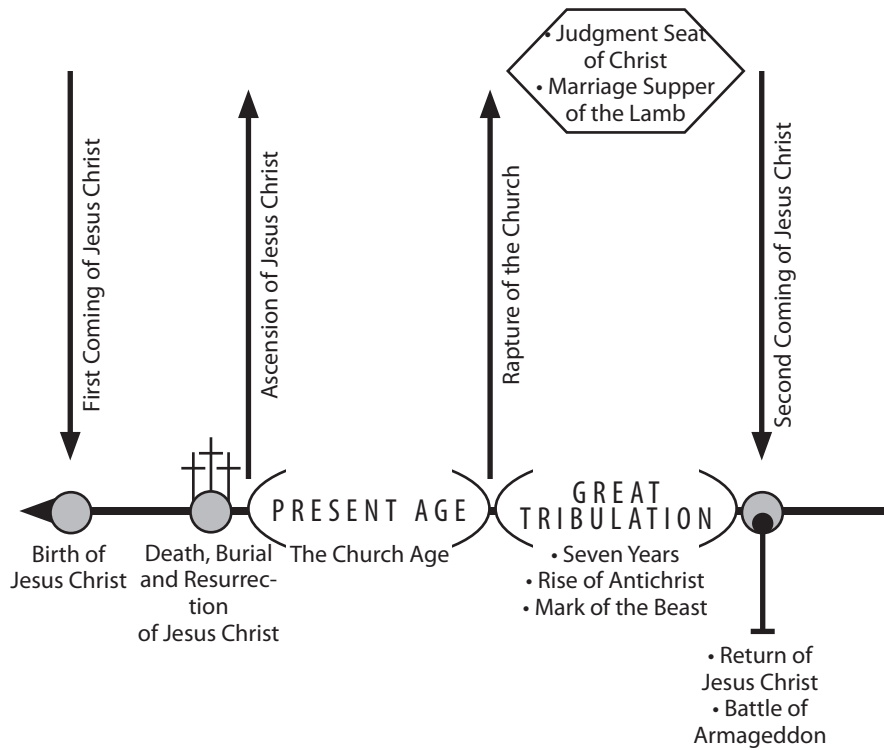 • Judgment Seat
of Christ
• Marriage Supper
of the Lamb
First Coming of Jesus Christ
Ascension of Jesus Christ
Rapture of the Church
Second Coming of Jesus Christ
PRESENT AGE
GREAT
TRIBULATION
Birth of
Jesus Christ
Death, Burial
and Resurrec-
tion
of Jesus Christ
The Church Age
• Seven Years
• Rise of Antichrist
• Mark of the Beast
• Return of
Jesus Christ
• Battle of
Armageddon